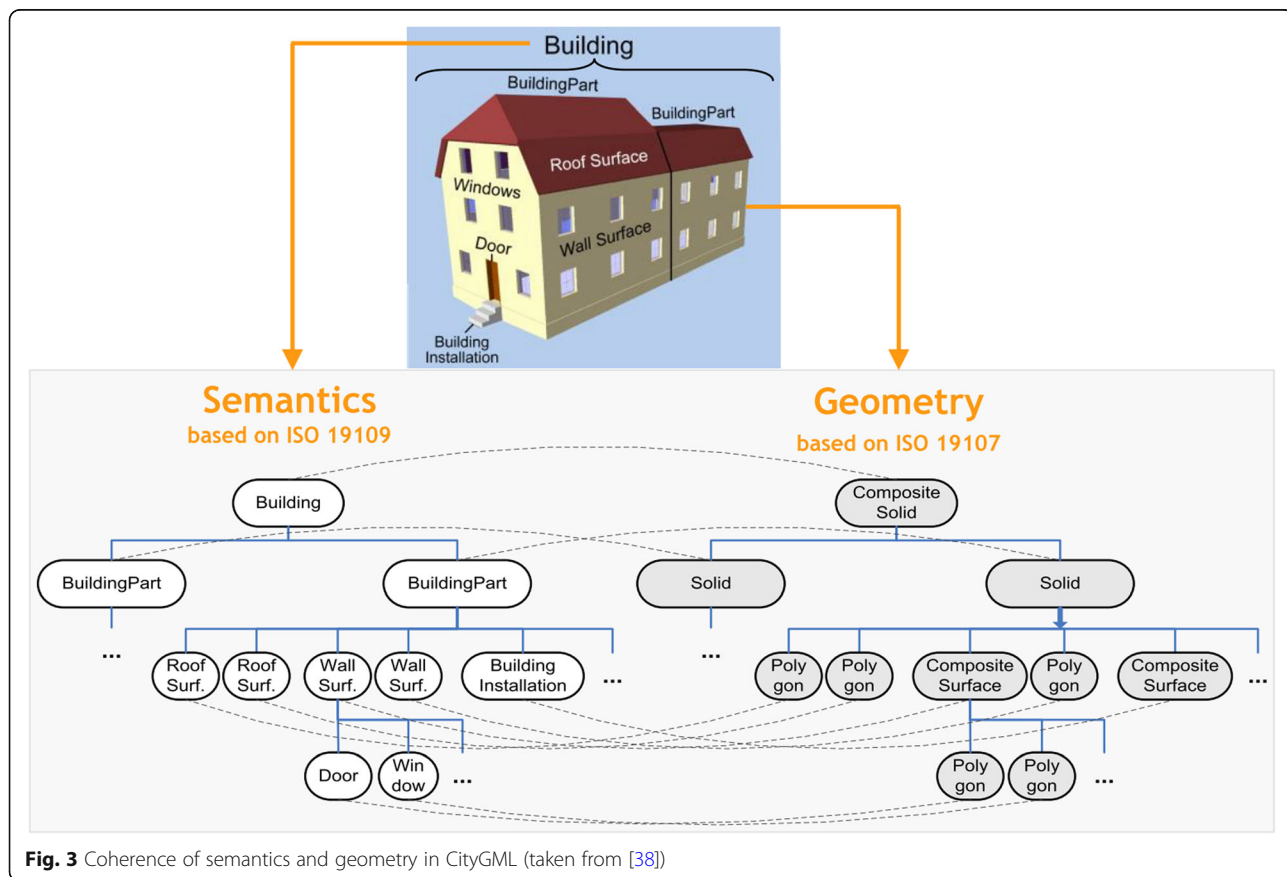 Building
BuildingPart
BuildingPart
Roof Surface
Windows
Wall Surface
Door
Building
Installation
Semantics
based on ISO 19109
Geometry
based on ISO 19107
Building
Composite
Solid
BuildingPart
BuildingPart
Solid
Solid
...
Roof
Surf.
Roof
Surf.
Wall
Surf.
Wall
Surf.
Building
Installation
...
...
Poly
gon
Poly
gon
Composite
Surface
Poly
gon
Composite
Surface
...
Door
Win
dow
...
Poly
gon
Poly
gon
...
Fig. 3 Coherence of semantics and geometry in CityGML (taken from [38])